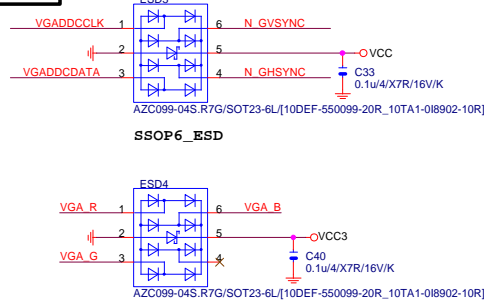 ESD3
VGADDCCLK 1 6 N_GVSYNC
2 5 VCC
VGADDCDATA 3 4 N_GHSYNC
C33
0.1u/4/X7R/16V/K
AZC099-04S.R7G/SOT23-6L/[10DEF-550099-20R_10TA1-0I8902-10R]
SSOP6_ESD
ESD4
VGA_R 1 6 VGA_B
2 5 VCC3
VGA_G 3 4
C40
0.1u/4/X7R/16V/K
AZC099-04S.R7G/SOT23-6L/[10DEF-550099-20R_10TA1-0I8902-10R]